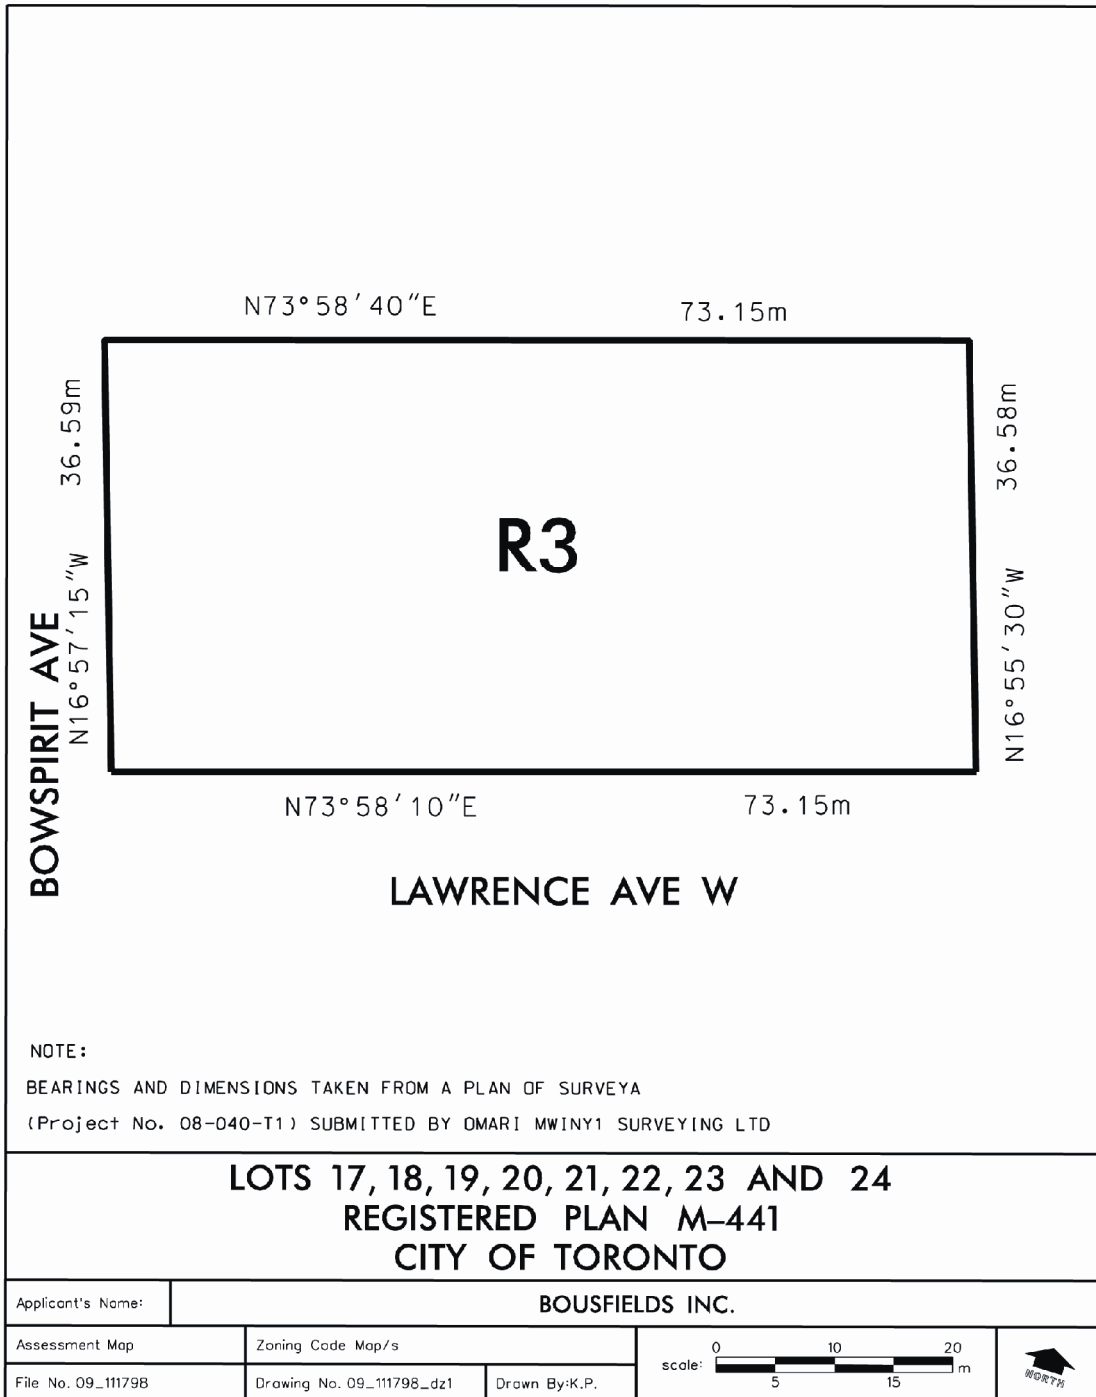 N73°58'40"E 73.15m
36.59m
36.58m
R3
N16°57'15"W
N16°55'30"W
BOWSPIRIT AVE
N73°58'10"E 73.15m
LAWRENCE AVE W
NOTE:
BEARINGS AND DIMENSIONS TAKEN FROM A PLAN OF SURVEYA
(Project No. 08-040-T1) SUBMITTED BY OMARI MWINY1 SURVEYING LTD
LOTS 17, 18, 19, 20, 21, 22, 23 AND 24
REGISTERED PLAN M-441
CITY OF TORONTO
Applicant's Name: BOUSFIELDS INC.
Assessment Map Zoning Code Map/s
File No. 09_111798 Drawing No. 09_111798_dz1 Drawn By:K.P.
0 10 20
scale: m
5 15
NORTH